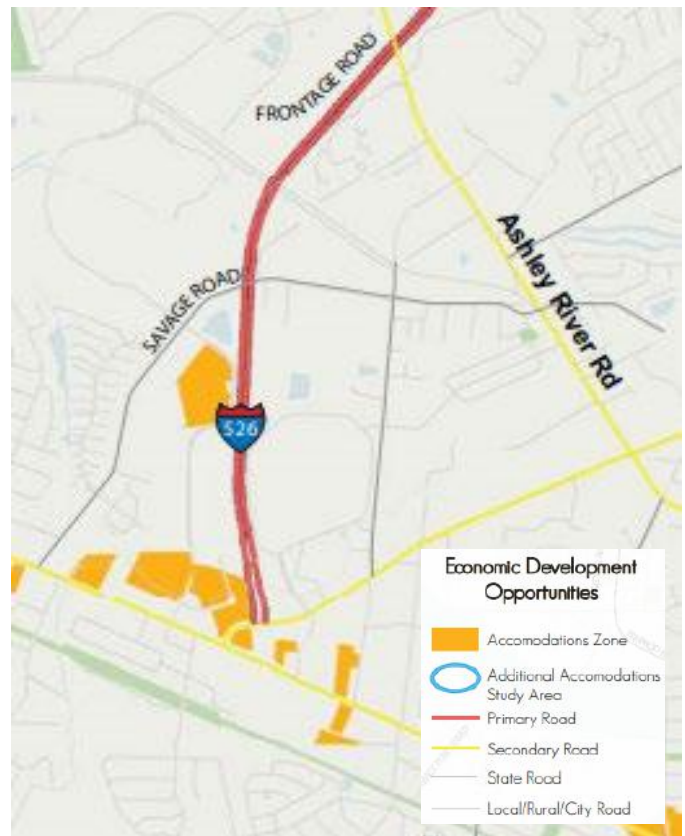 FRONTAGE ROAD
SAVAGE ROAD
Ashley River Rd
526
Economic Development
Opportunities
Accomodations Zone
Additional Accomodations
Study Area
Primary Road
Secondary Road
State Road
Local/Rural/City Road